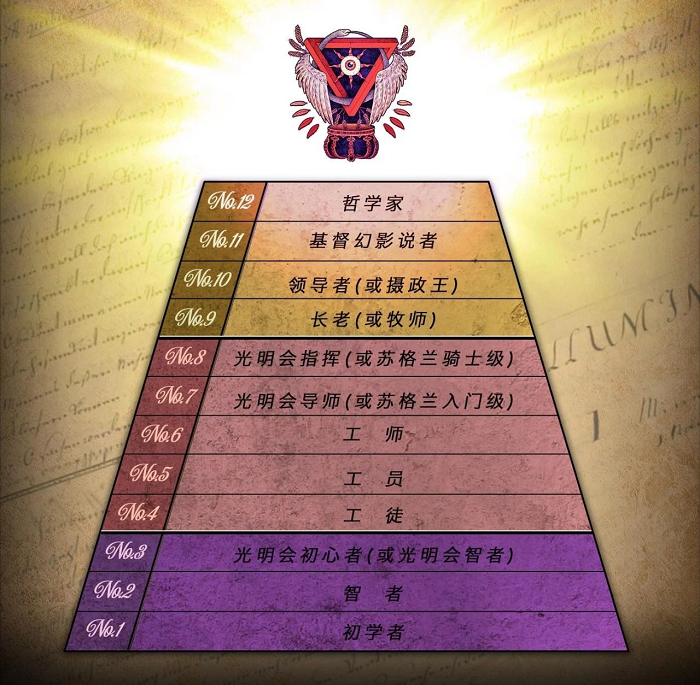 No.12 哲学家
No.11 基督幻影说者
No.10 领导者(或摄政王)
No.9 长老(或牧师)
No.8 光明会指挥(或苏格兰骑士级)
No.7 光明会导师(或苏格兰入门级)
No.6 工 师
No.5 工 员
No.4 工 徒
No.3 光明会初心者(或光明会智者)
No.2 智 者
No.1 初学者